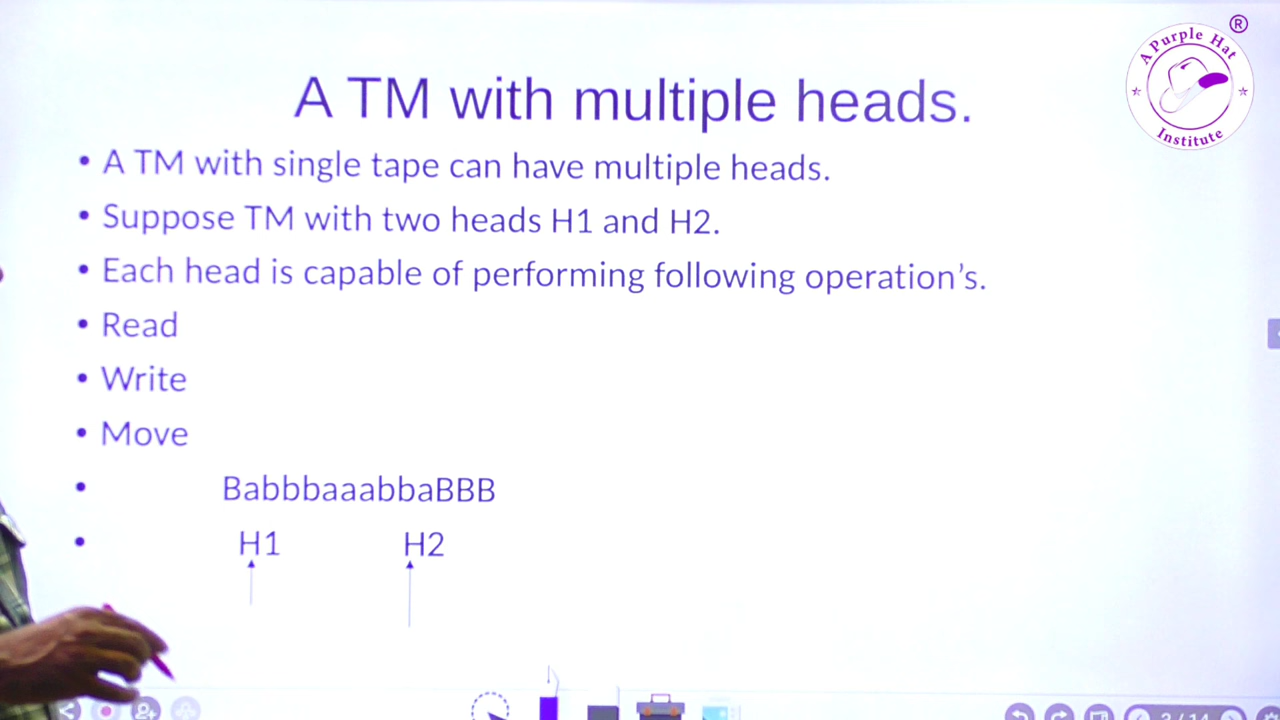 ®
A Purple Hat
Institute
A TM with multiple heads.
• A TM with single tape can have multiple heads.
• Suppose TM with two heads H1 and H2.
• Each head is capable of performing following operation’s.
• Read
• Write
• Move
• BabbbaaabbaBBB
• H1 H2